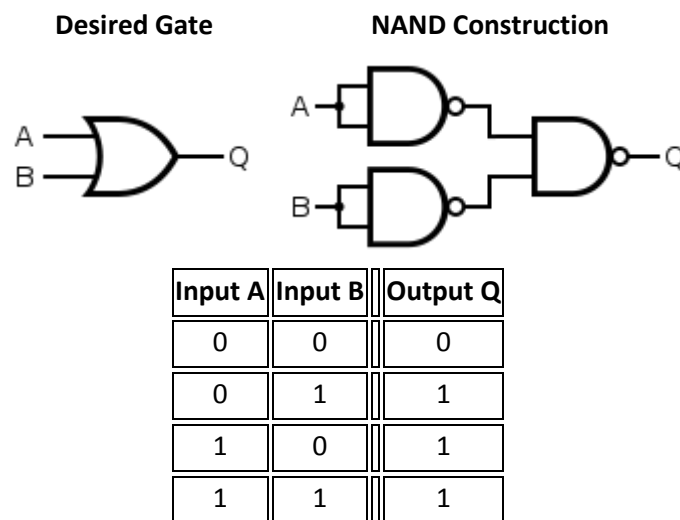 Desired Gate NAND Construction
A
B
Q
A
B
Q
Input A Input B Output Q
0 0 0
0 1 1
1 0 1
1 1 1